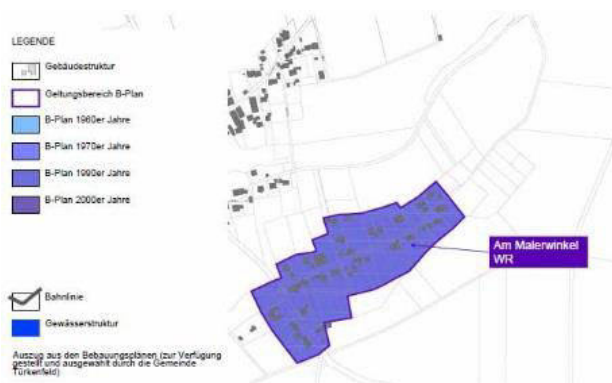 LEGENDE
Gebäudestruktur
Geltungsbereich B-Plan
B-Plan 1960er Jahre
B-Plan 1970er Jahre
B-Plan 1990er Jahre
B-Plan 2000er Jahre
Bahnlinie
Gewässerstruktur
Auszug aus den Bebauungsplänen (zur Verfügung
gestellt und ausgewählt durch die Gemeinde
Türkenfeld)
Am Malerwinkel
WR